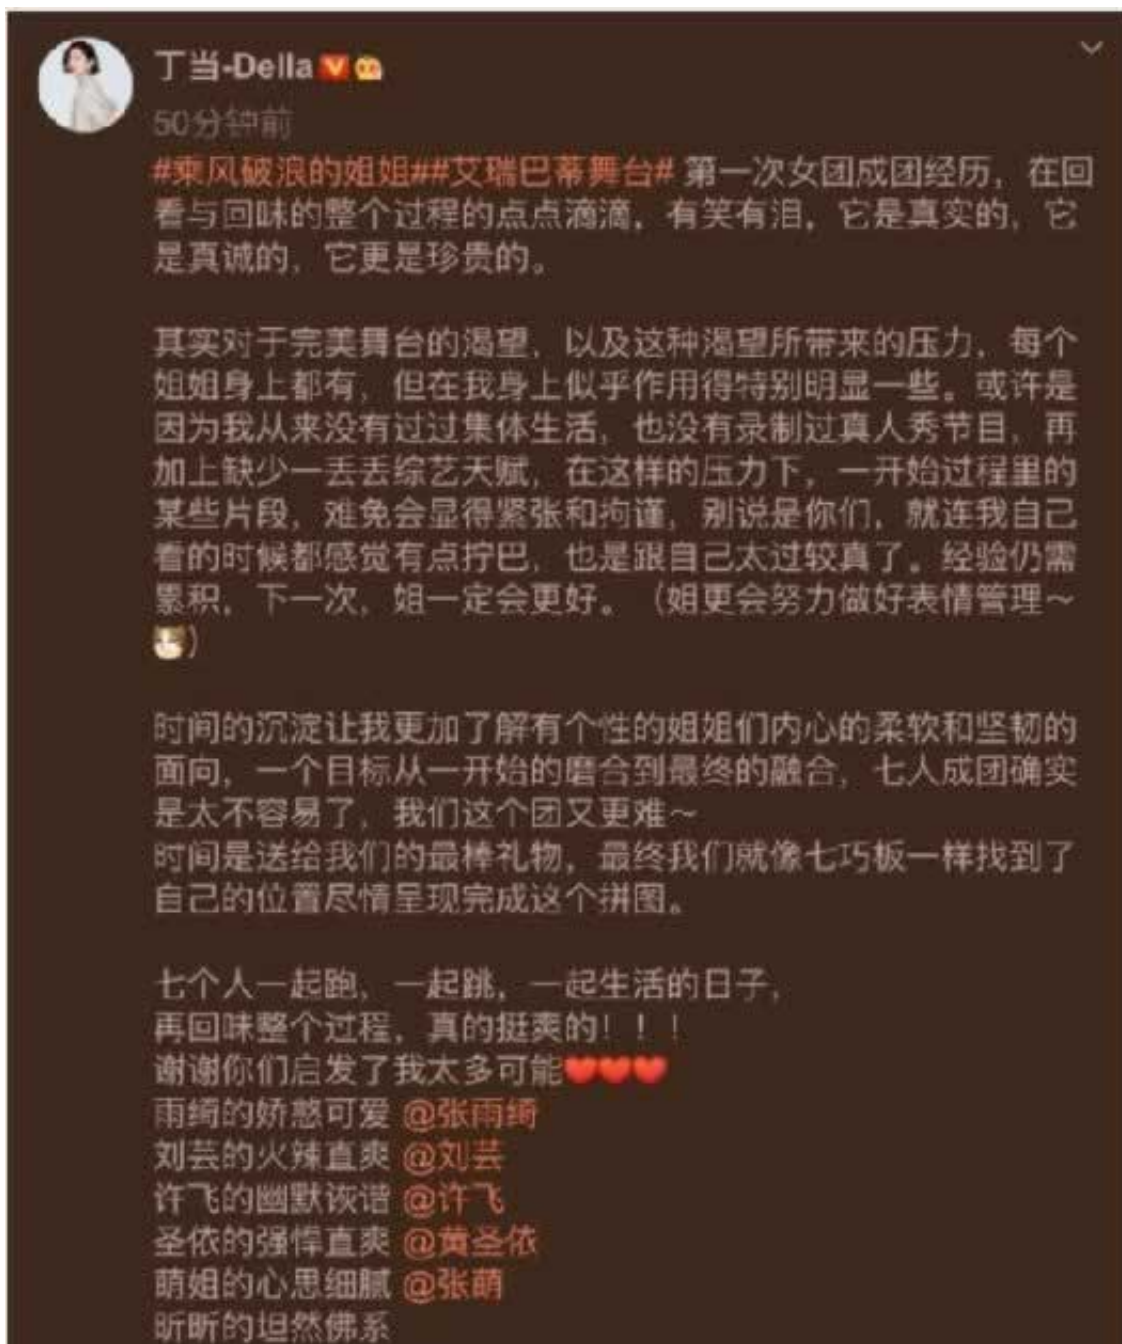 丁当-Della
50分钟前
#乘风破浪的姐姐##艾瑞巴蒂舞台# 第一次女团成团经历，在回
看与回味的整个过程的点点滴滴，有笑有泪，它是真实的，它
是真诚的，它更是珍贵的。
其实对于完美舞台的渴望，以及这种渴望所带来的压力，每个
姐姐身上都有，但在我身上似乎作用得特别明显一些。或许是
因为我从来没有过过集体生活，也没有录制过真人秀节目，再
加上缺少一丢丢综艺天赋，在这样的压力下，一开始过程里的
某些片段，难免会显得紧张和拘谨，别说是你们，就连我自己
看的时候都感觉有点拧巴，也是跟自己太过较真了。经验仍需
累积，下一次，姐一定会更好。（姐更会努力做好表情管理～
）
时间的沉淀让我更加了解有个性的姐姐们内心的柔软和坚韧的
面向，一个目标从一开始的磨合到最终的融合，七人成团确实
是太不容易了，我们这个团又更难～
时间是送给我们的最棒礼物，最终我们就像七巧板一样找到了
自己的位置尽情呈现完成这个拼图。
七个人一起跑，一起跳，一起生活的日子，
再回味整个过程，真的挺爽的！！！
谢谢你们启发了我太多可能❤❤❤
雨绮的娇憨可爱 @张雨绮
刘芸的火辣直爽 @刘芸
许飞的幽默诙谐 @许飞
圣依的强悍直爽 @黄圣依
萌姐的心思细腻 @张萌
昕昕的坦然佛系